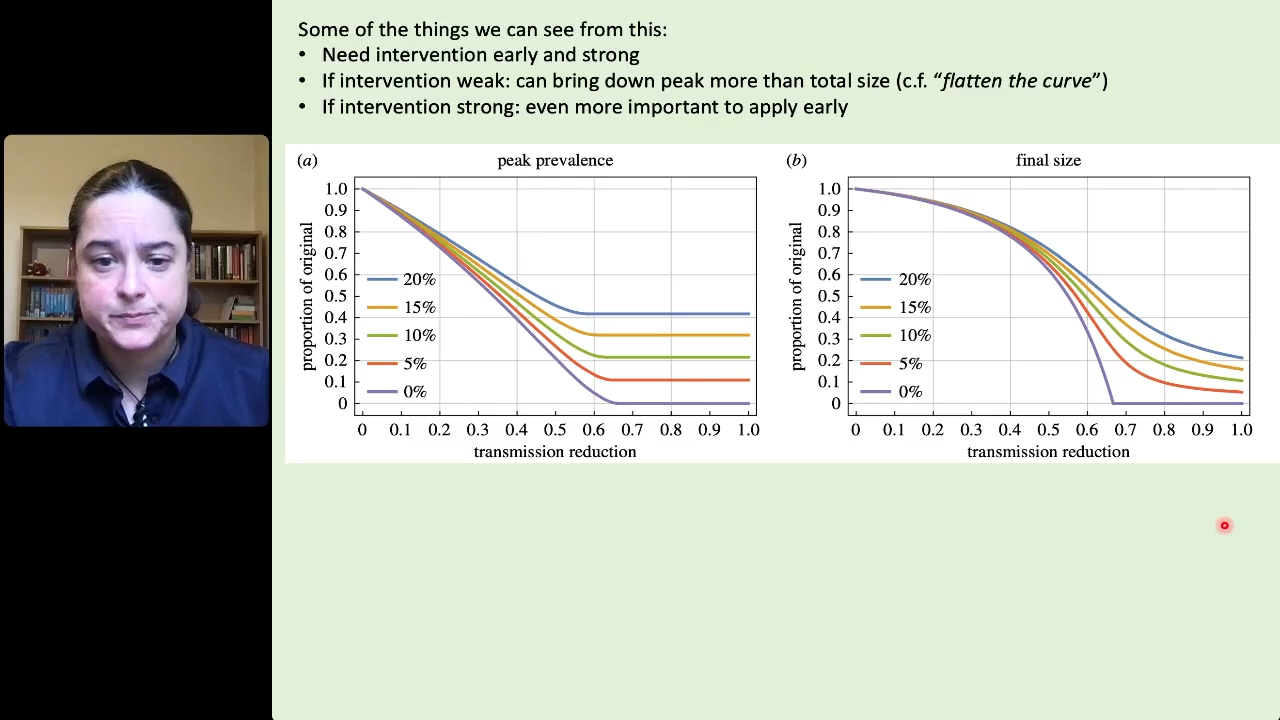 Some of the things we can see from this:
• Need intervention early and strong
• If intervention weak: can bring down peak more than total size (c.f. “flatten the curve”)
• If intervention strong: even more important to apply early
(a) peak prevalence
1.0
0.9
0.8
0.7
0.6
0.5
0.4
0.3
0.2
0.1
0
proportion of original
20%
15%
10%
5%
0%
0 0.1 0.2 0.3 0.4 0.5 0.6 0.7 0.8 0.9 1.0
transmission reduction
(b) final size
1.0
0.9
0.8
0.7
0.6
0.5
0.4
0.3
0.2
0.1
0
proportion of original
20%
15%
10%
5%
0%
0 0.1 0.2 0.3 0.4 0.5 0.6 0.7 0.8 0.9 1.0
transmission reduction